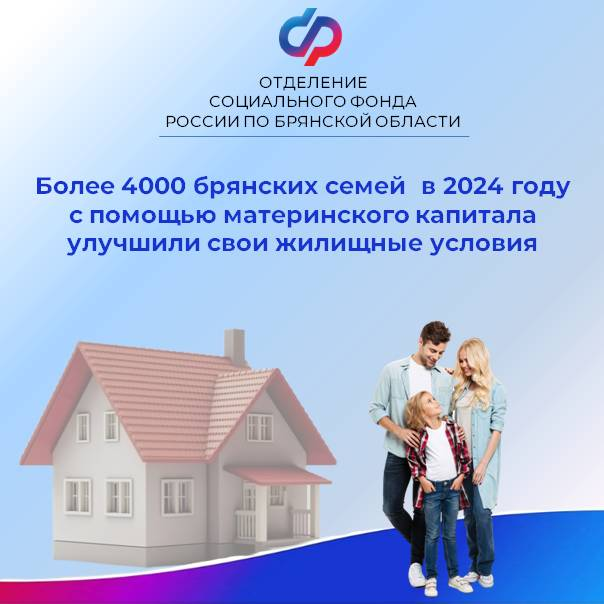 ОТДЕЛЕНИЕ
СОЦИАЛЬНОГО ФОНДА
РОССИИ ПО БРЯНСКОЙ ОБЛАСТИ
Более 4000 брянских семей в 2024 году
с помощью материнского капитала
улучшили свои жилищные условия